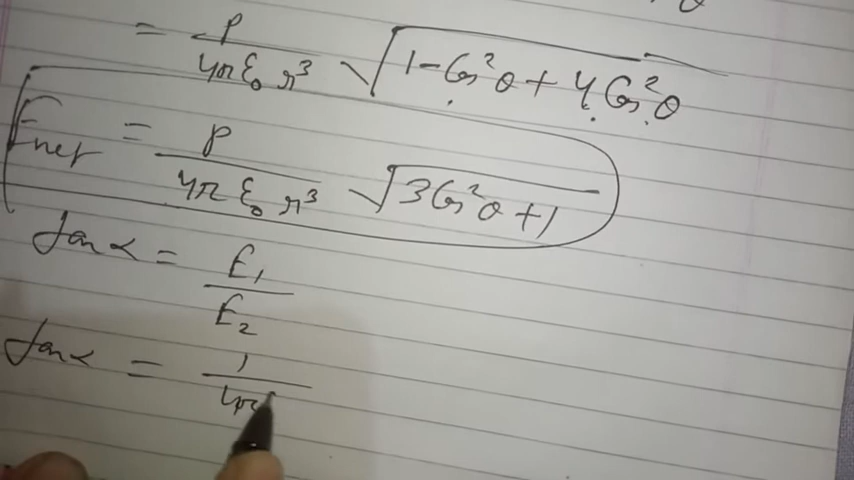 = p / 4πε₀r³ √(1 - Cos²θ + 4Cos²θ)
Enet = p / 4πε₀r³ √(3Cos²θ + 1)
tanα = E₁ / E₂
tanα = 1 / 4π